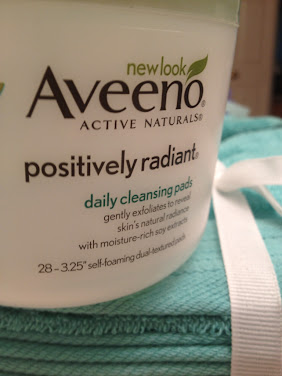 new look
Aveeno®
ACTIVE NATURALS®
positively radiant®
daily cleansing pads
gently exfoliates to reveal
skin's natural radiance
with moisture-rich soy extracts
28 – 3.25" self-foaming dual-textured pads